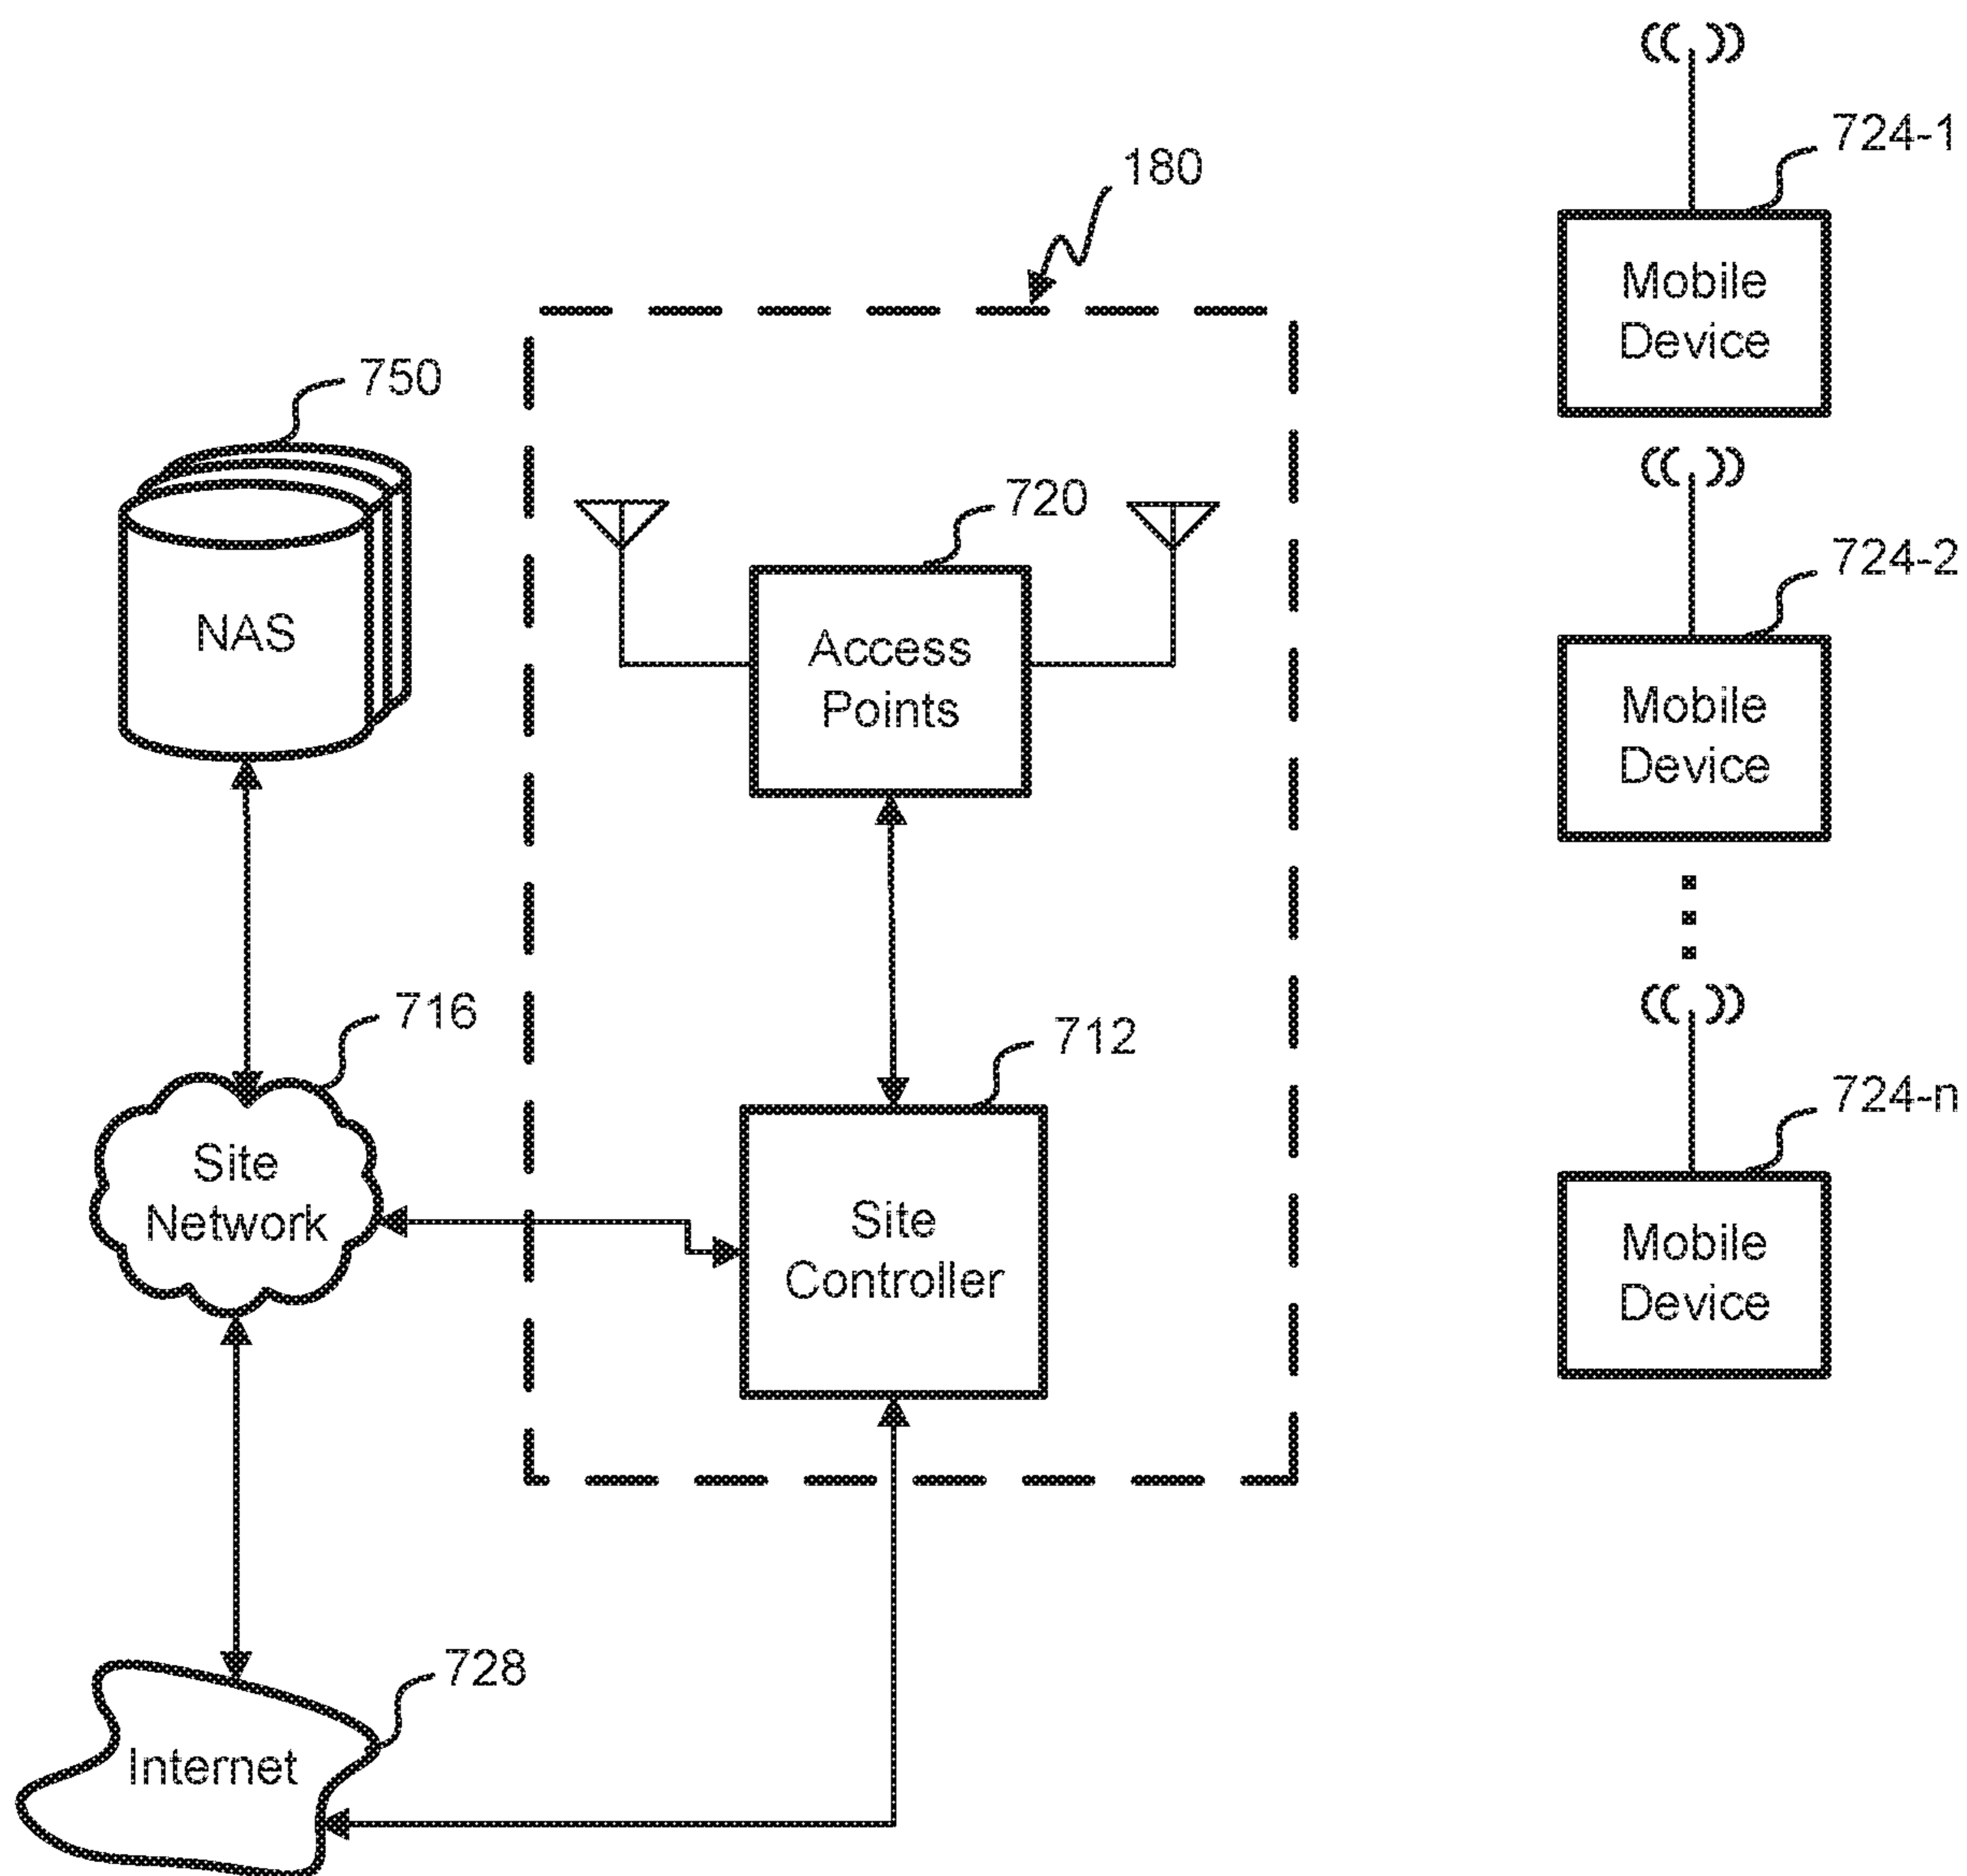 724-1
180
Mobile
Device
750
720
724-2
NAS
Access
Points
Mobile
Device
716
712
724-n
Site
Network
Site
Controller
Mobile
Device
728
Internet